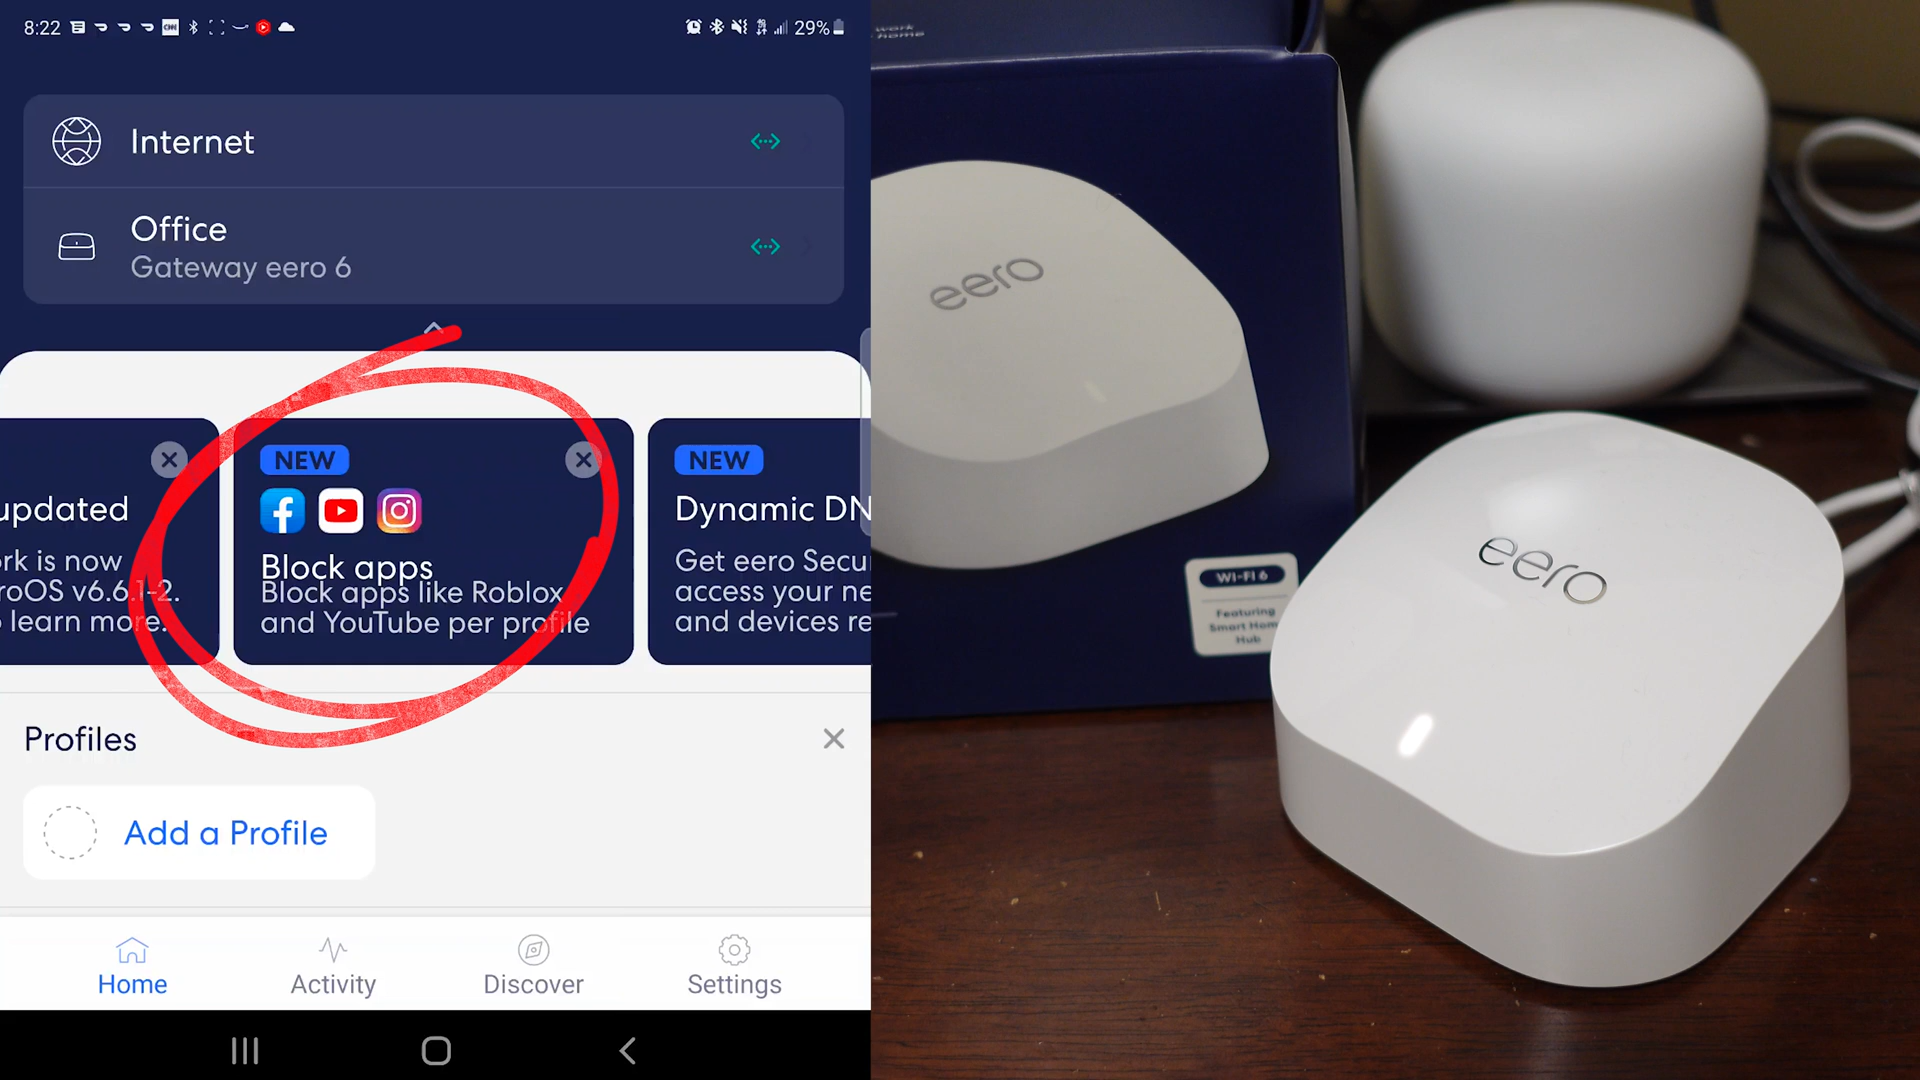 8:22
29%
Internet
Office
Gateway eero 6
updated
rk is now
roOS v6.6.1-2.
learn more.
NEW
Block apps
Block apps like Roblox
and YouTube per profile
NEW
Dynamic DN
Get eero Secu
access your ne
and devices re
Profiles
Add a Profile
Home
Activity
Discover
Settings
work
home
eero
WI-FI 6
Featuring
Smart Home
Hub
eero